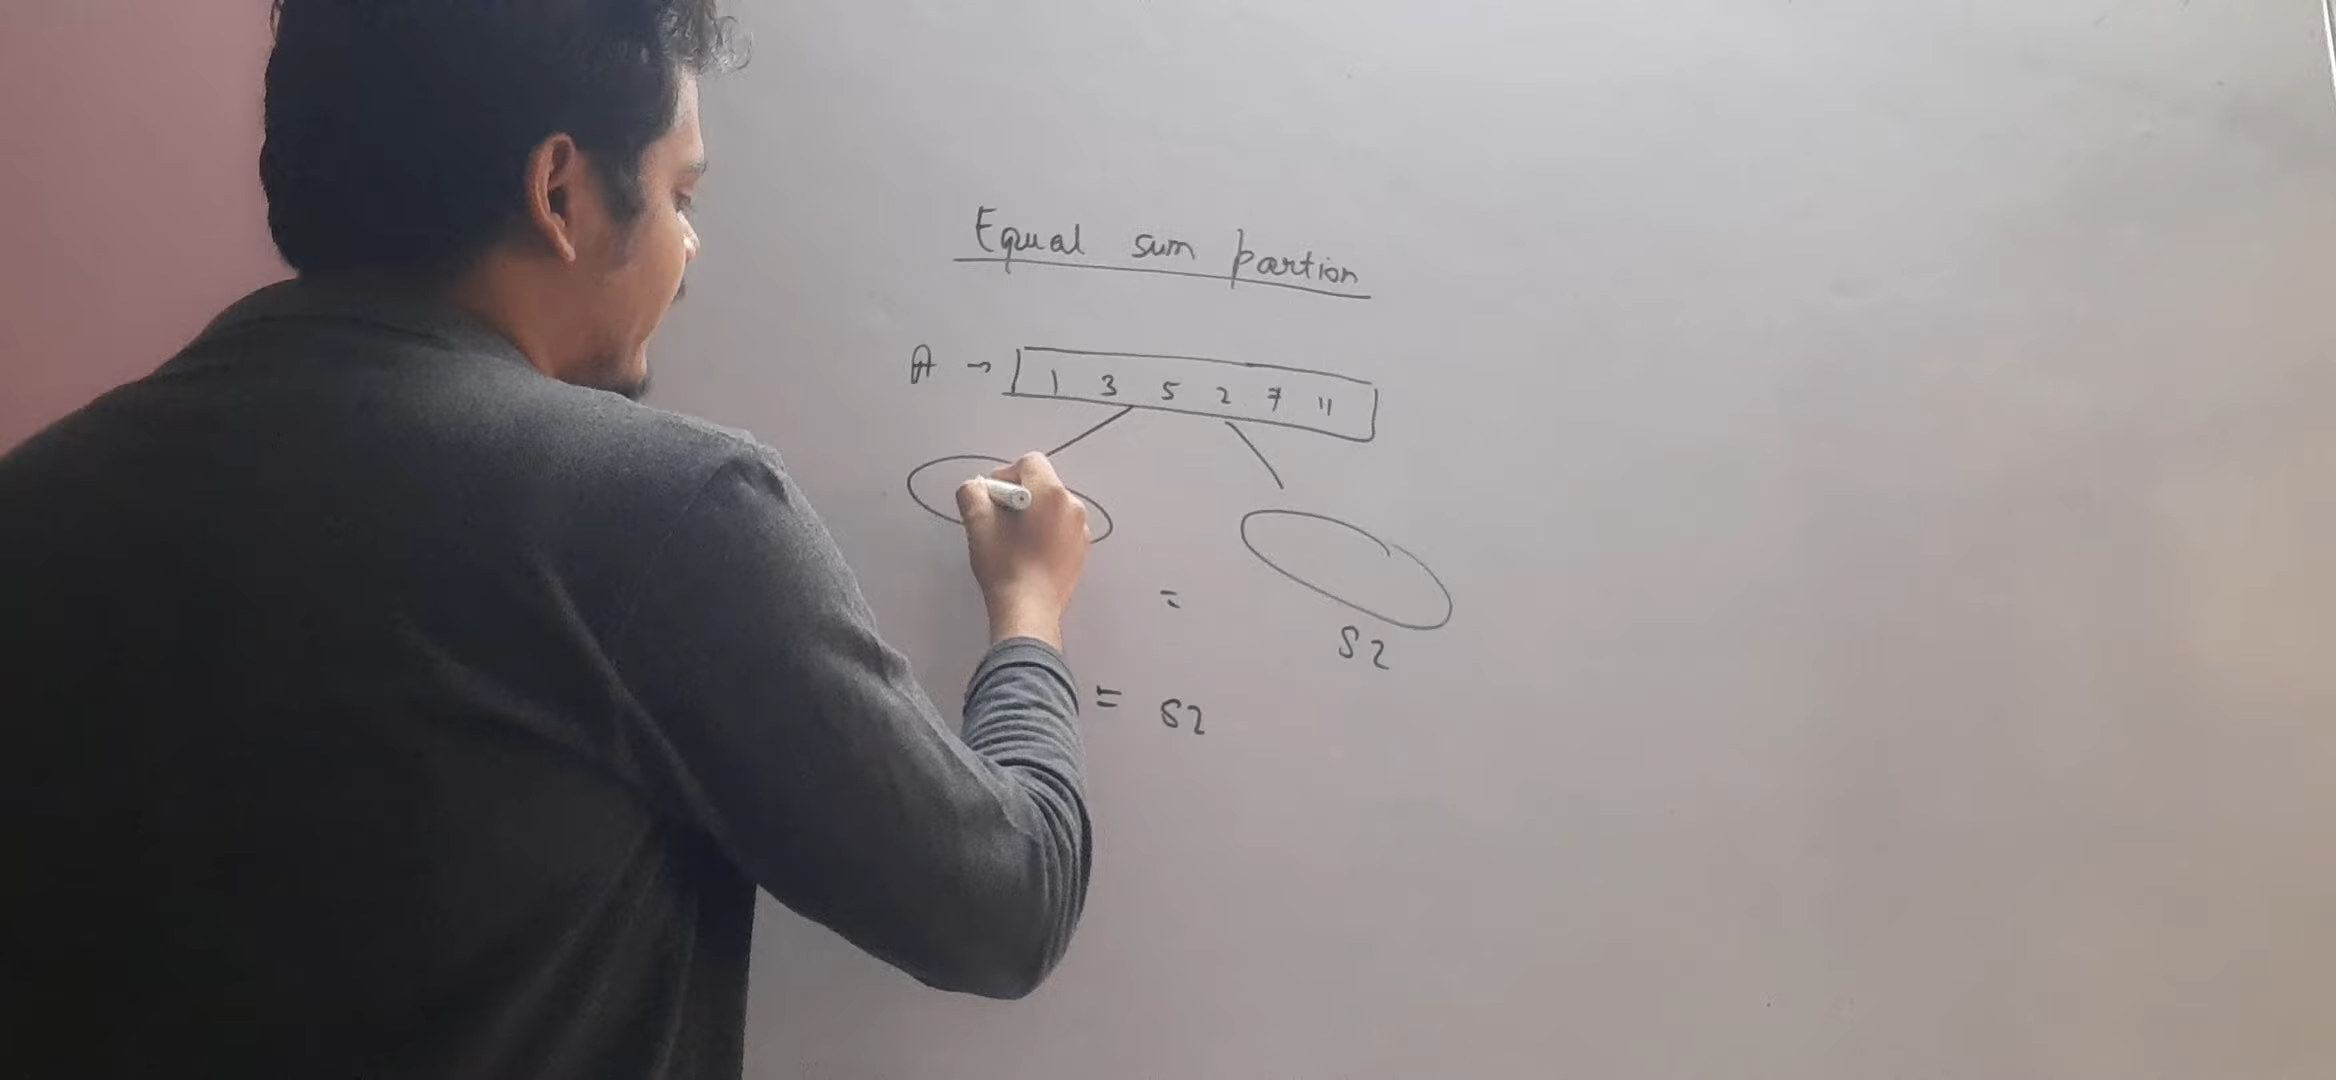 Equal sum partion
A → 1 3 5 2 7 11
=
S2
= S2